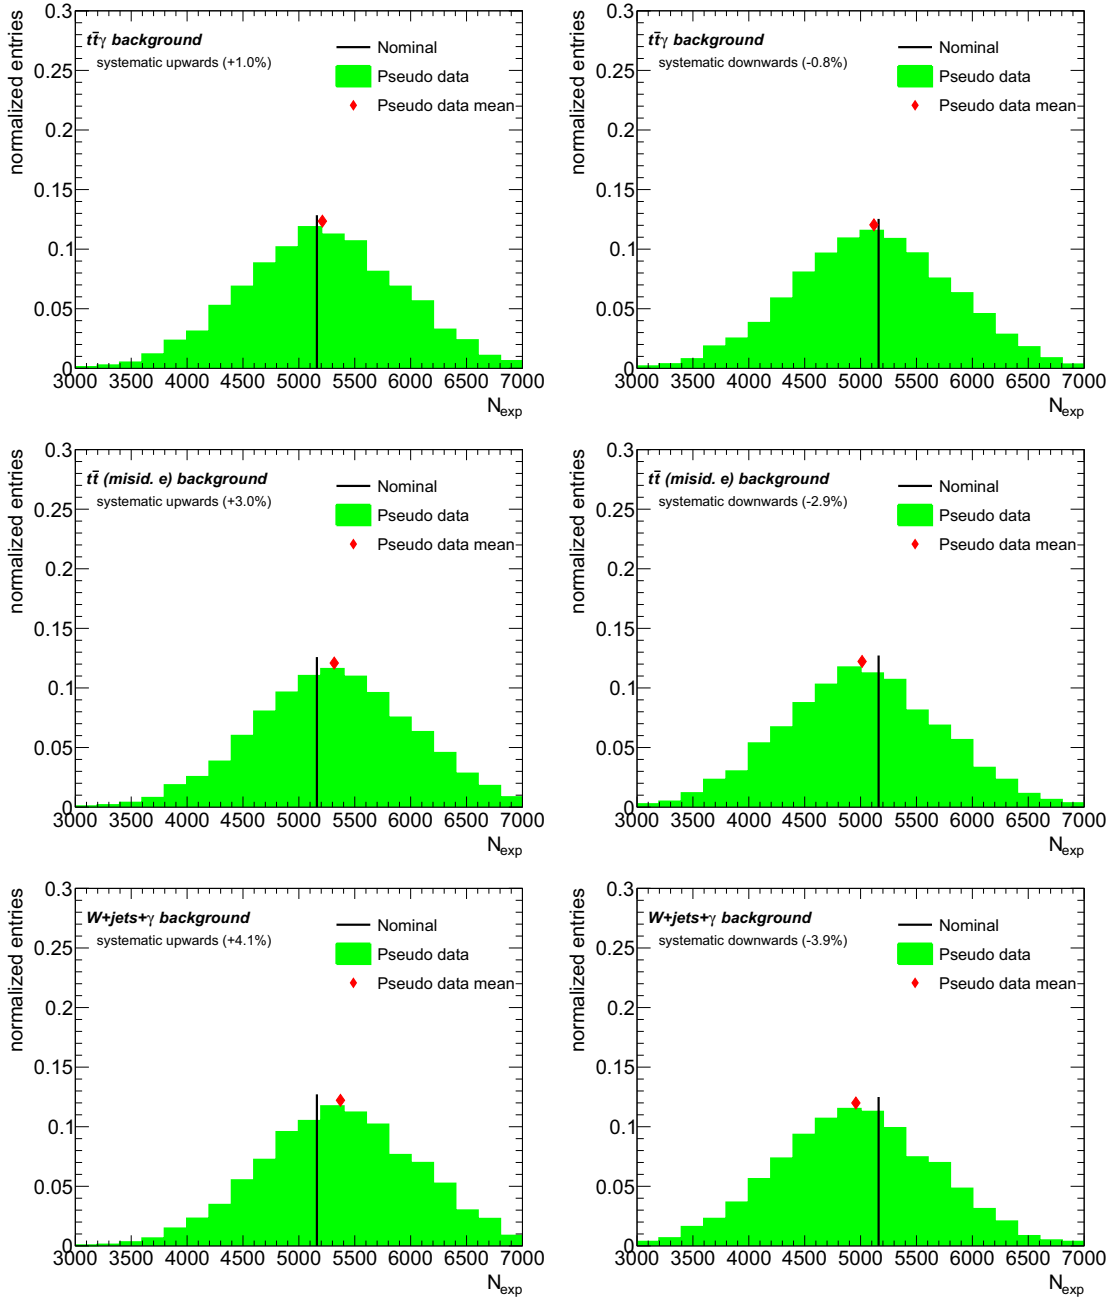 normalized entries
0.3
0.25
0.2
0.15
0.1
0.05
0
tt̄γ background
systematic upwards (+1.0%)
Nominal
Pseudo data
Pseudo data mean
3000 3500 4000 4500 5000 5500 6000 6500 7000
N_exp
normalized entries
0.3
0.25
0.2
0.15
0.1
0.05
0
tt̄γ background
systematic downwards (-0.8%)
Nominal
Pseudo data
Pseudo data mean
3000 3500 4000 4500 5000 5500 6000 6500 7000
N_exp
normalized entries
0.3
0.25
0.2
0.15
0.1
0.05
0
tt̄ (misid. e) background
systematic upwards (+3.0%)
Nominal
Pseudo data
Pseudo data mean
3000 3500 4000 4500 5000 5500 6000 6500 7000
N_exp
normalized entries
0.3
0.25
0.2
0.15
0.1
0.05
0
tt̄ (misid. e) background
systematic downwards (-2.9%)
Nominal
Pseudo data
Pseudo data mean
3000 3500 4000 4500 5000 5500 6000 6500 7000
N_exp
normalized entries
0.3
0.25
0.2
0.15
0.1
0.05
0
W+jets+γ background
systematic upwards (+4.1%)
Nominal
Pseudo data
Pseudo data mean
3000 3500 4000 4500 5000 5500 6000 6500 7000
N_exp
normalized entries
0.3
0.25
0.2
0.15
0.1
0.05
0
W+jets+γ background
systematic downwards (-3.9%)
Nominal
Pseudo data
Pseudo data mean
3000 3500 4000 4500 5000 5500 6000 6500 7000
N_exp